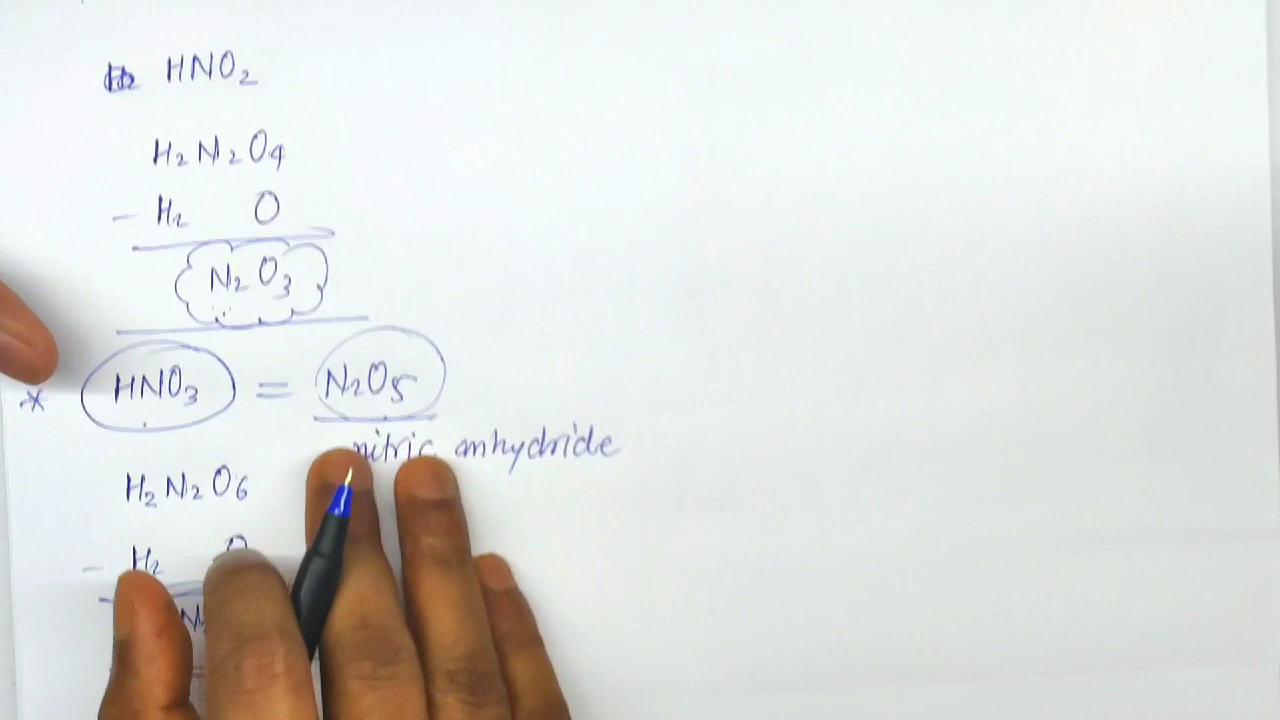 HNO₂
H₂N₂O₄
- H₂ O
N₂O₃
* HNO₃ = N₂O₅
nitric anhydride
H₂N₂O₆
- H₂ O